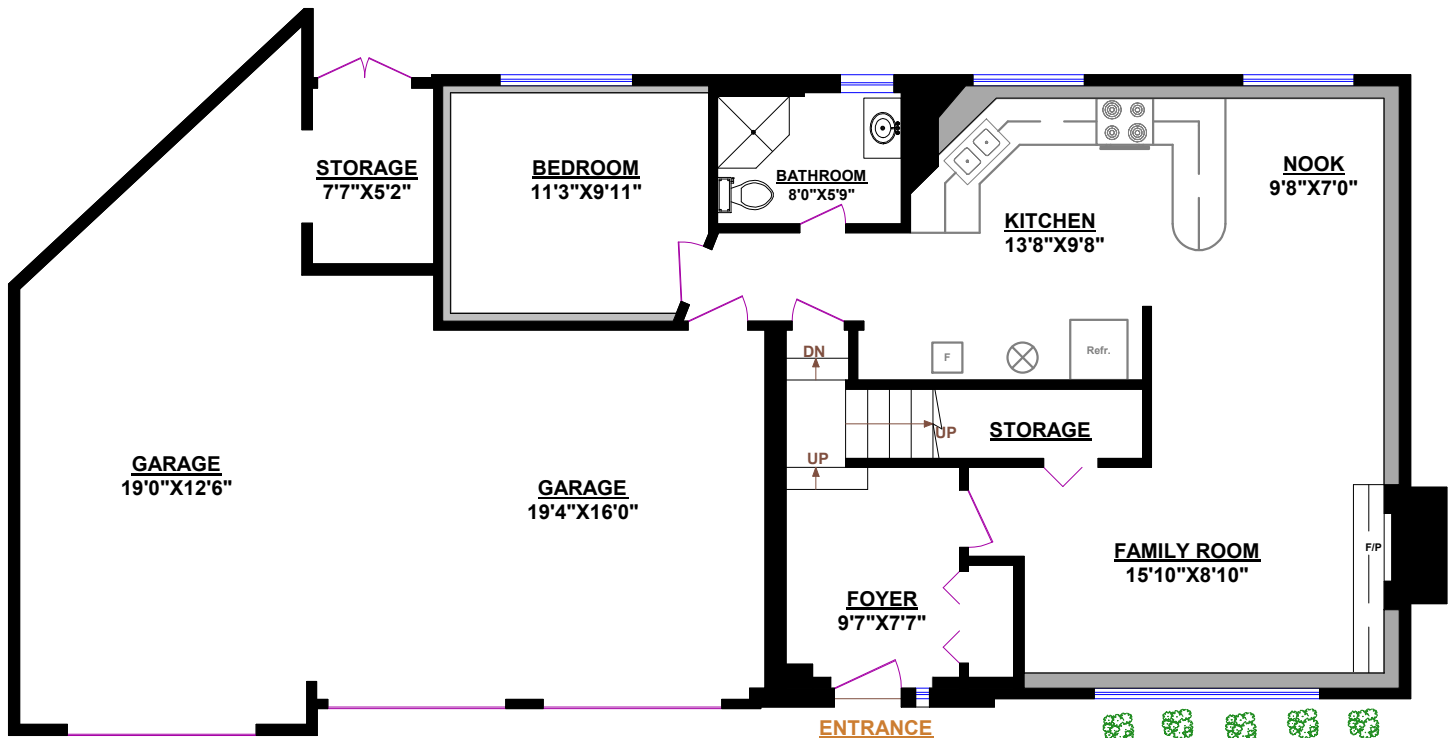 STORAGE
7'7"X5'2"
BEDROOM
11'3"X9'11"
BATHROOM
8'0"X5'9"
NOOK
9'8"X7'0"
KITCHEN
13'8"X9'8"
DN
F
Refr.
UP
STORAGE
UP
GARAGE
19'0"X12'6"
GARAGE
19'4"X16'0"
FAMILY ROOM
15'10"X8'10"
F/P
FOYER
9'7"X7'7"
ENTRANCE